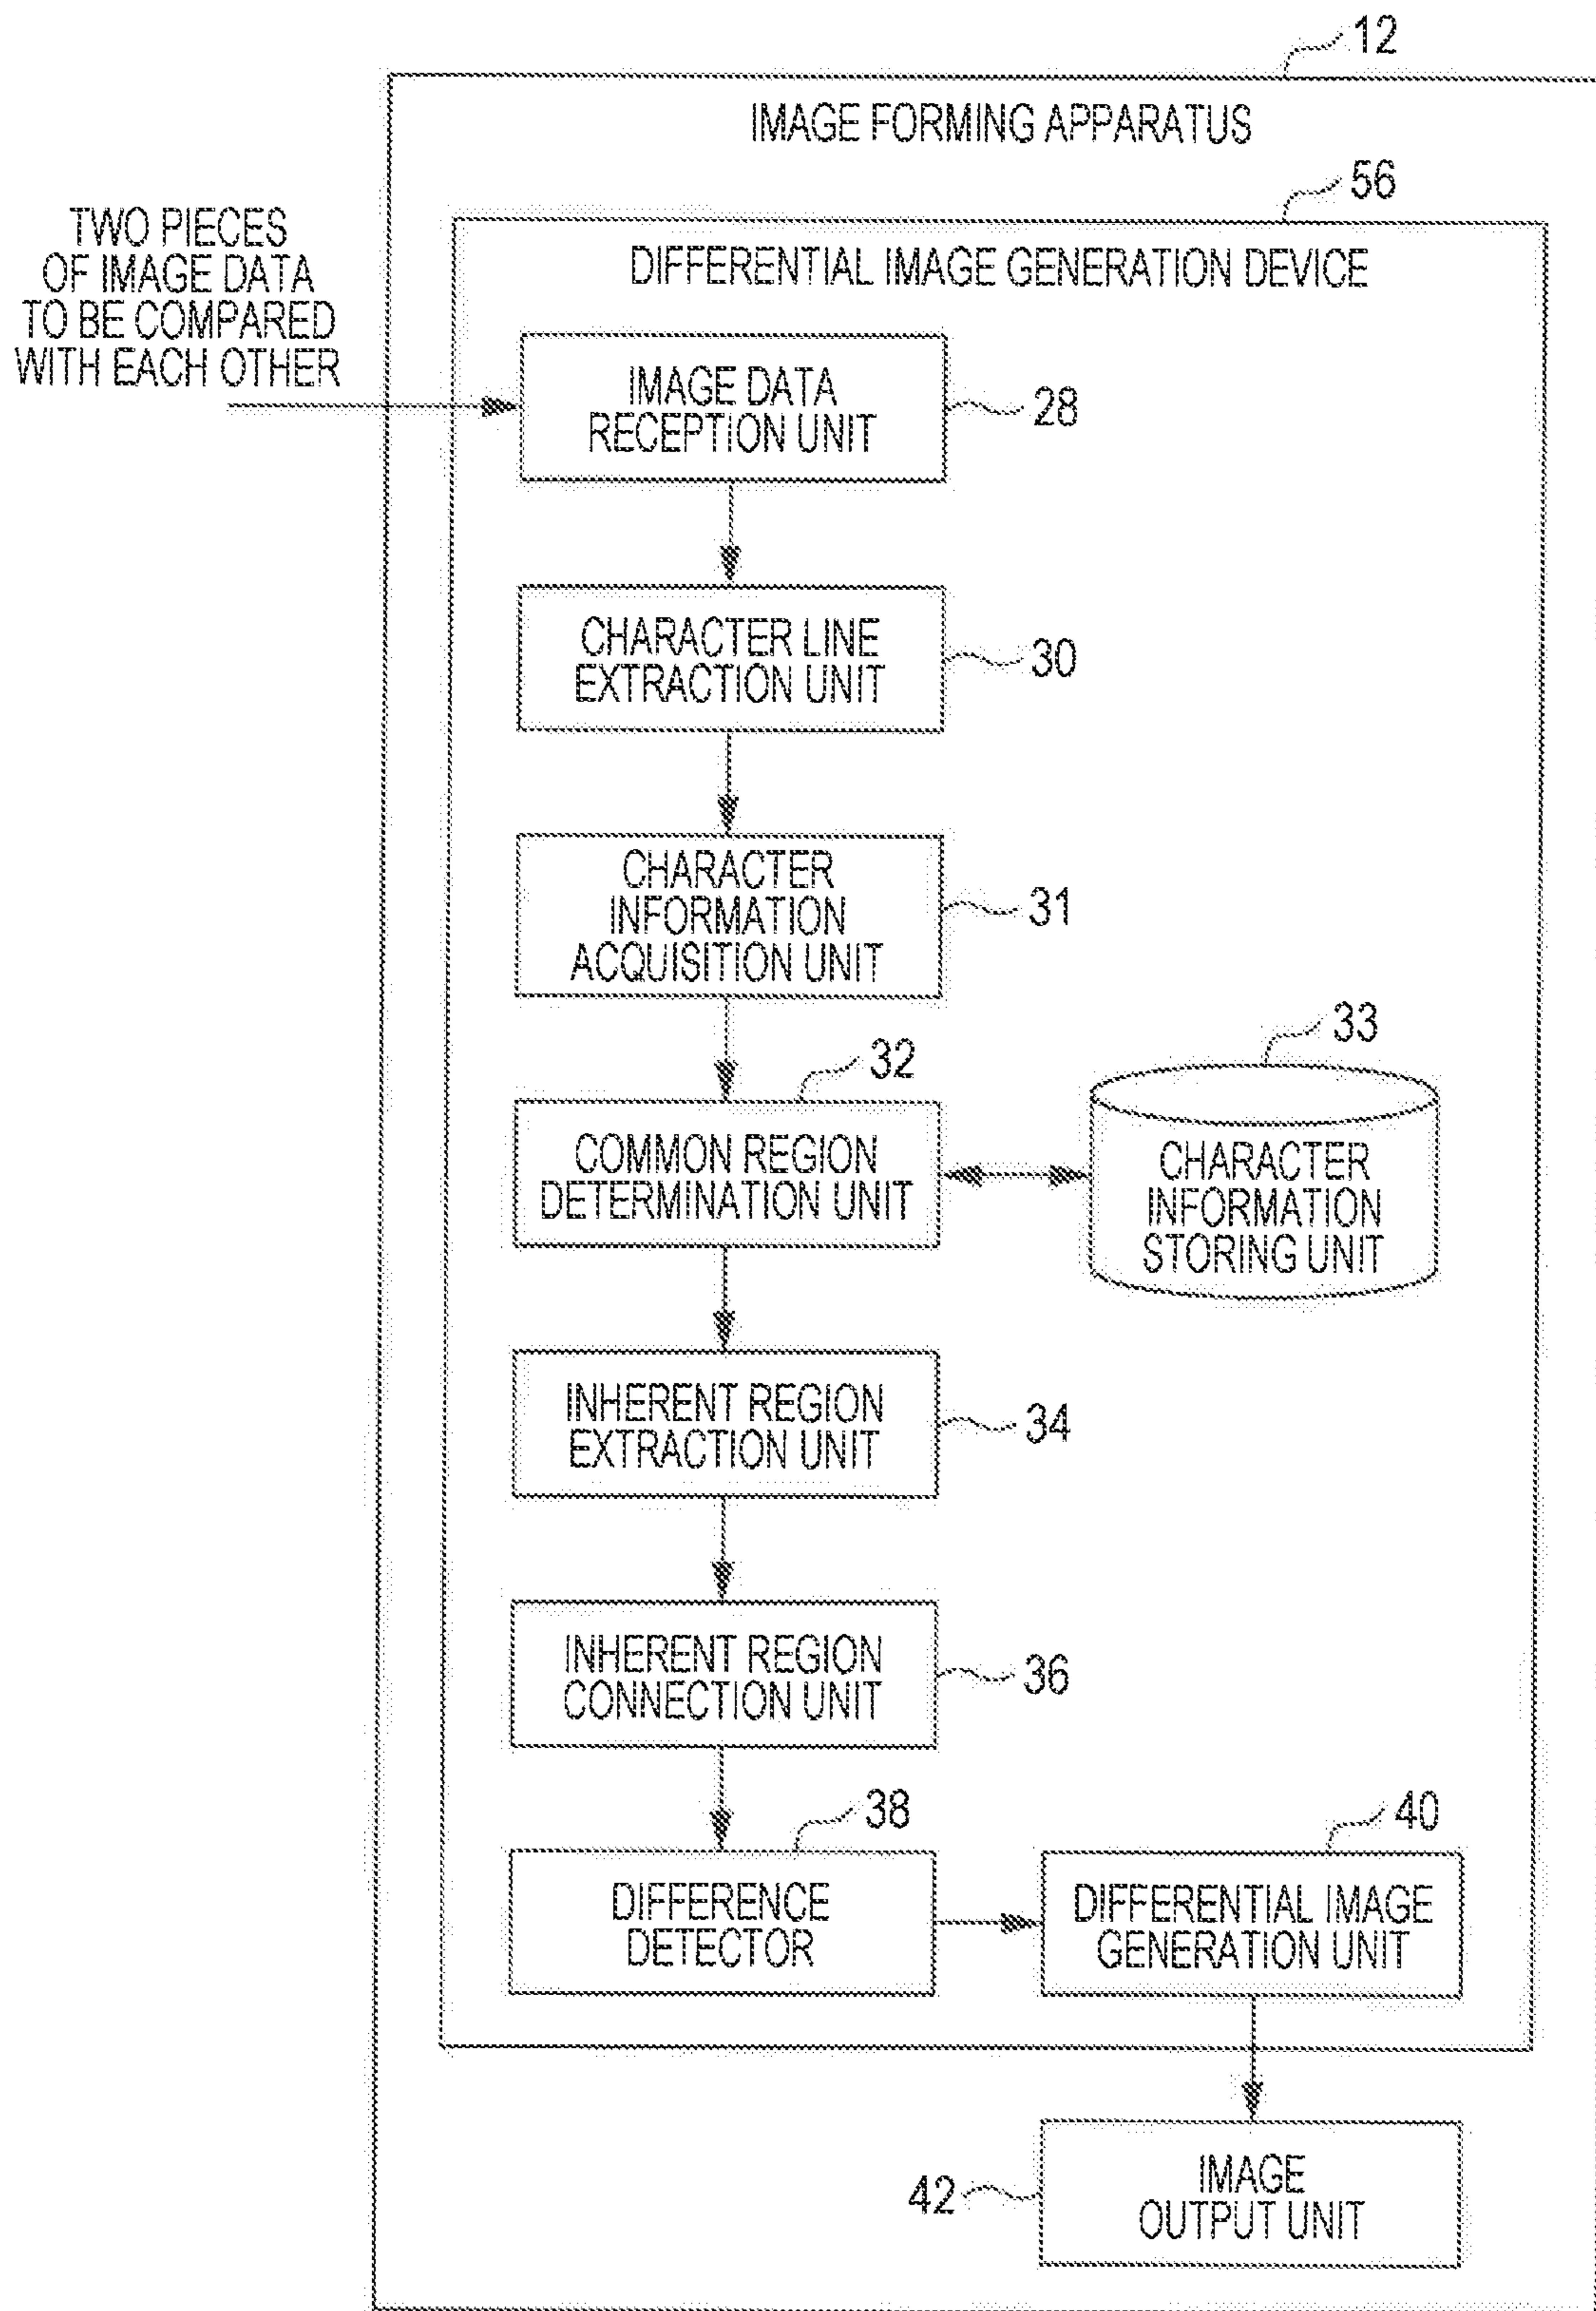 12
IMAGE FORMING APPARATUS
56
DIFFERENTIAL IMAGE GENERATION DEVICE
TWO PIECES
OF IMAGE DATA
TO BE COMPARED
WITH EACH OTHER
IMAGE DATA
RECEPTION UNIT
28
CHARACTER LINE
EXTRACTION UNIT
30
CHARACTER
INFORMATION
ACQUISITION UNIT
31
32
COMMON REGION
DETERMINATION UNIT
33
CHARACTER
INFORMATION
STORING UNIT
INHERENT REGION
EXTRACTION UNIT
34
INHERENT REGION
CONNECTION UNIT
36
38
DIFFERENCE
DETECTOR
40
DIFFERENTIAL IMAGE
GENERATION UNIT
42
IMAGE
OUTPUT UNIT